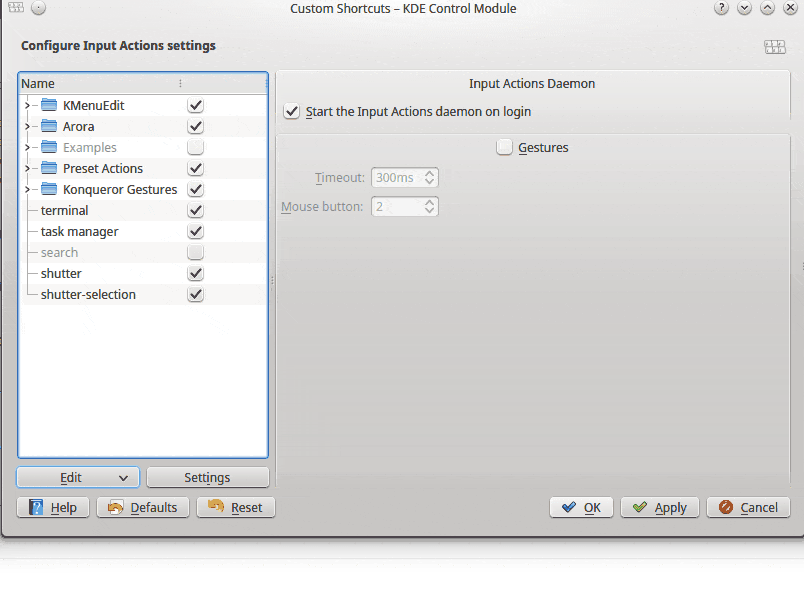 Custom Shortcuts – KDE Control Module
Configure Input Actions settings
Name
KMenuEdit
Arora
Examples
Preset Actions
Konqueror Gestures
terminal
task manager
search
shutter
shutter-selection
Input Actions Daemon
Start the Input Actions daemon on login
Gestures
Timeout: 300ms
Mouse button: 2
Edit Settings
Help Defaults Reset OK Apply Cancel